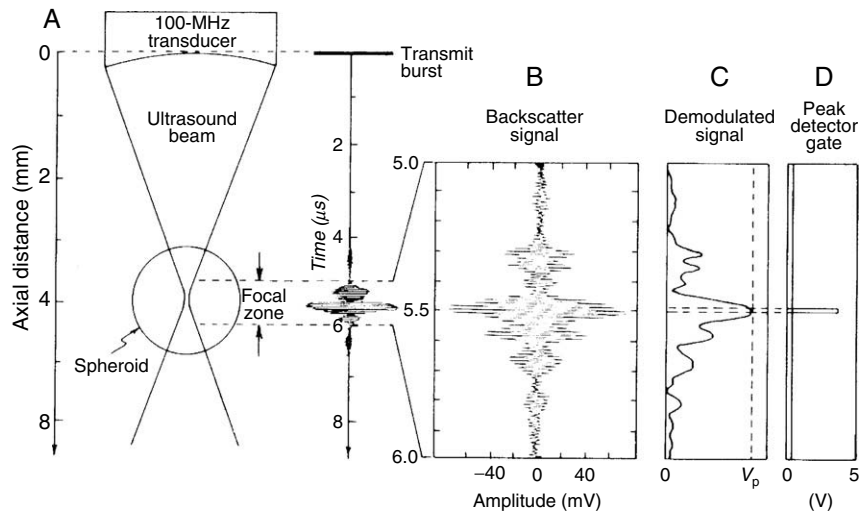 A
100-MHz
transducer
0
2
4
6
8
Axial distance (mm)
Ultrasound
beam
Spheroid
Focal
zone
Transmit
burst
2
4
6
8
Time (μs)
B
Backscatter
signal
5.0
5.5
6.0
−40 0 40
Amplitude (mV)
C
Demodulated
signal
0 Vp
D
Peak
detector
gate
0 5
(V)